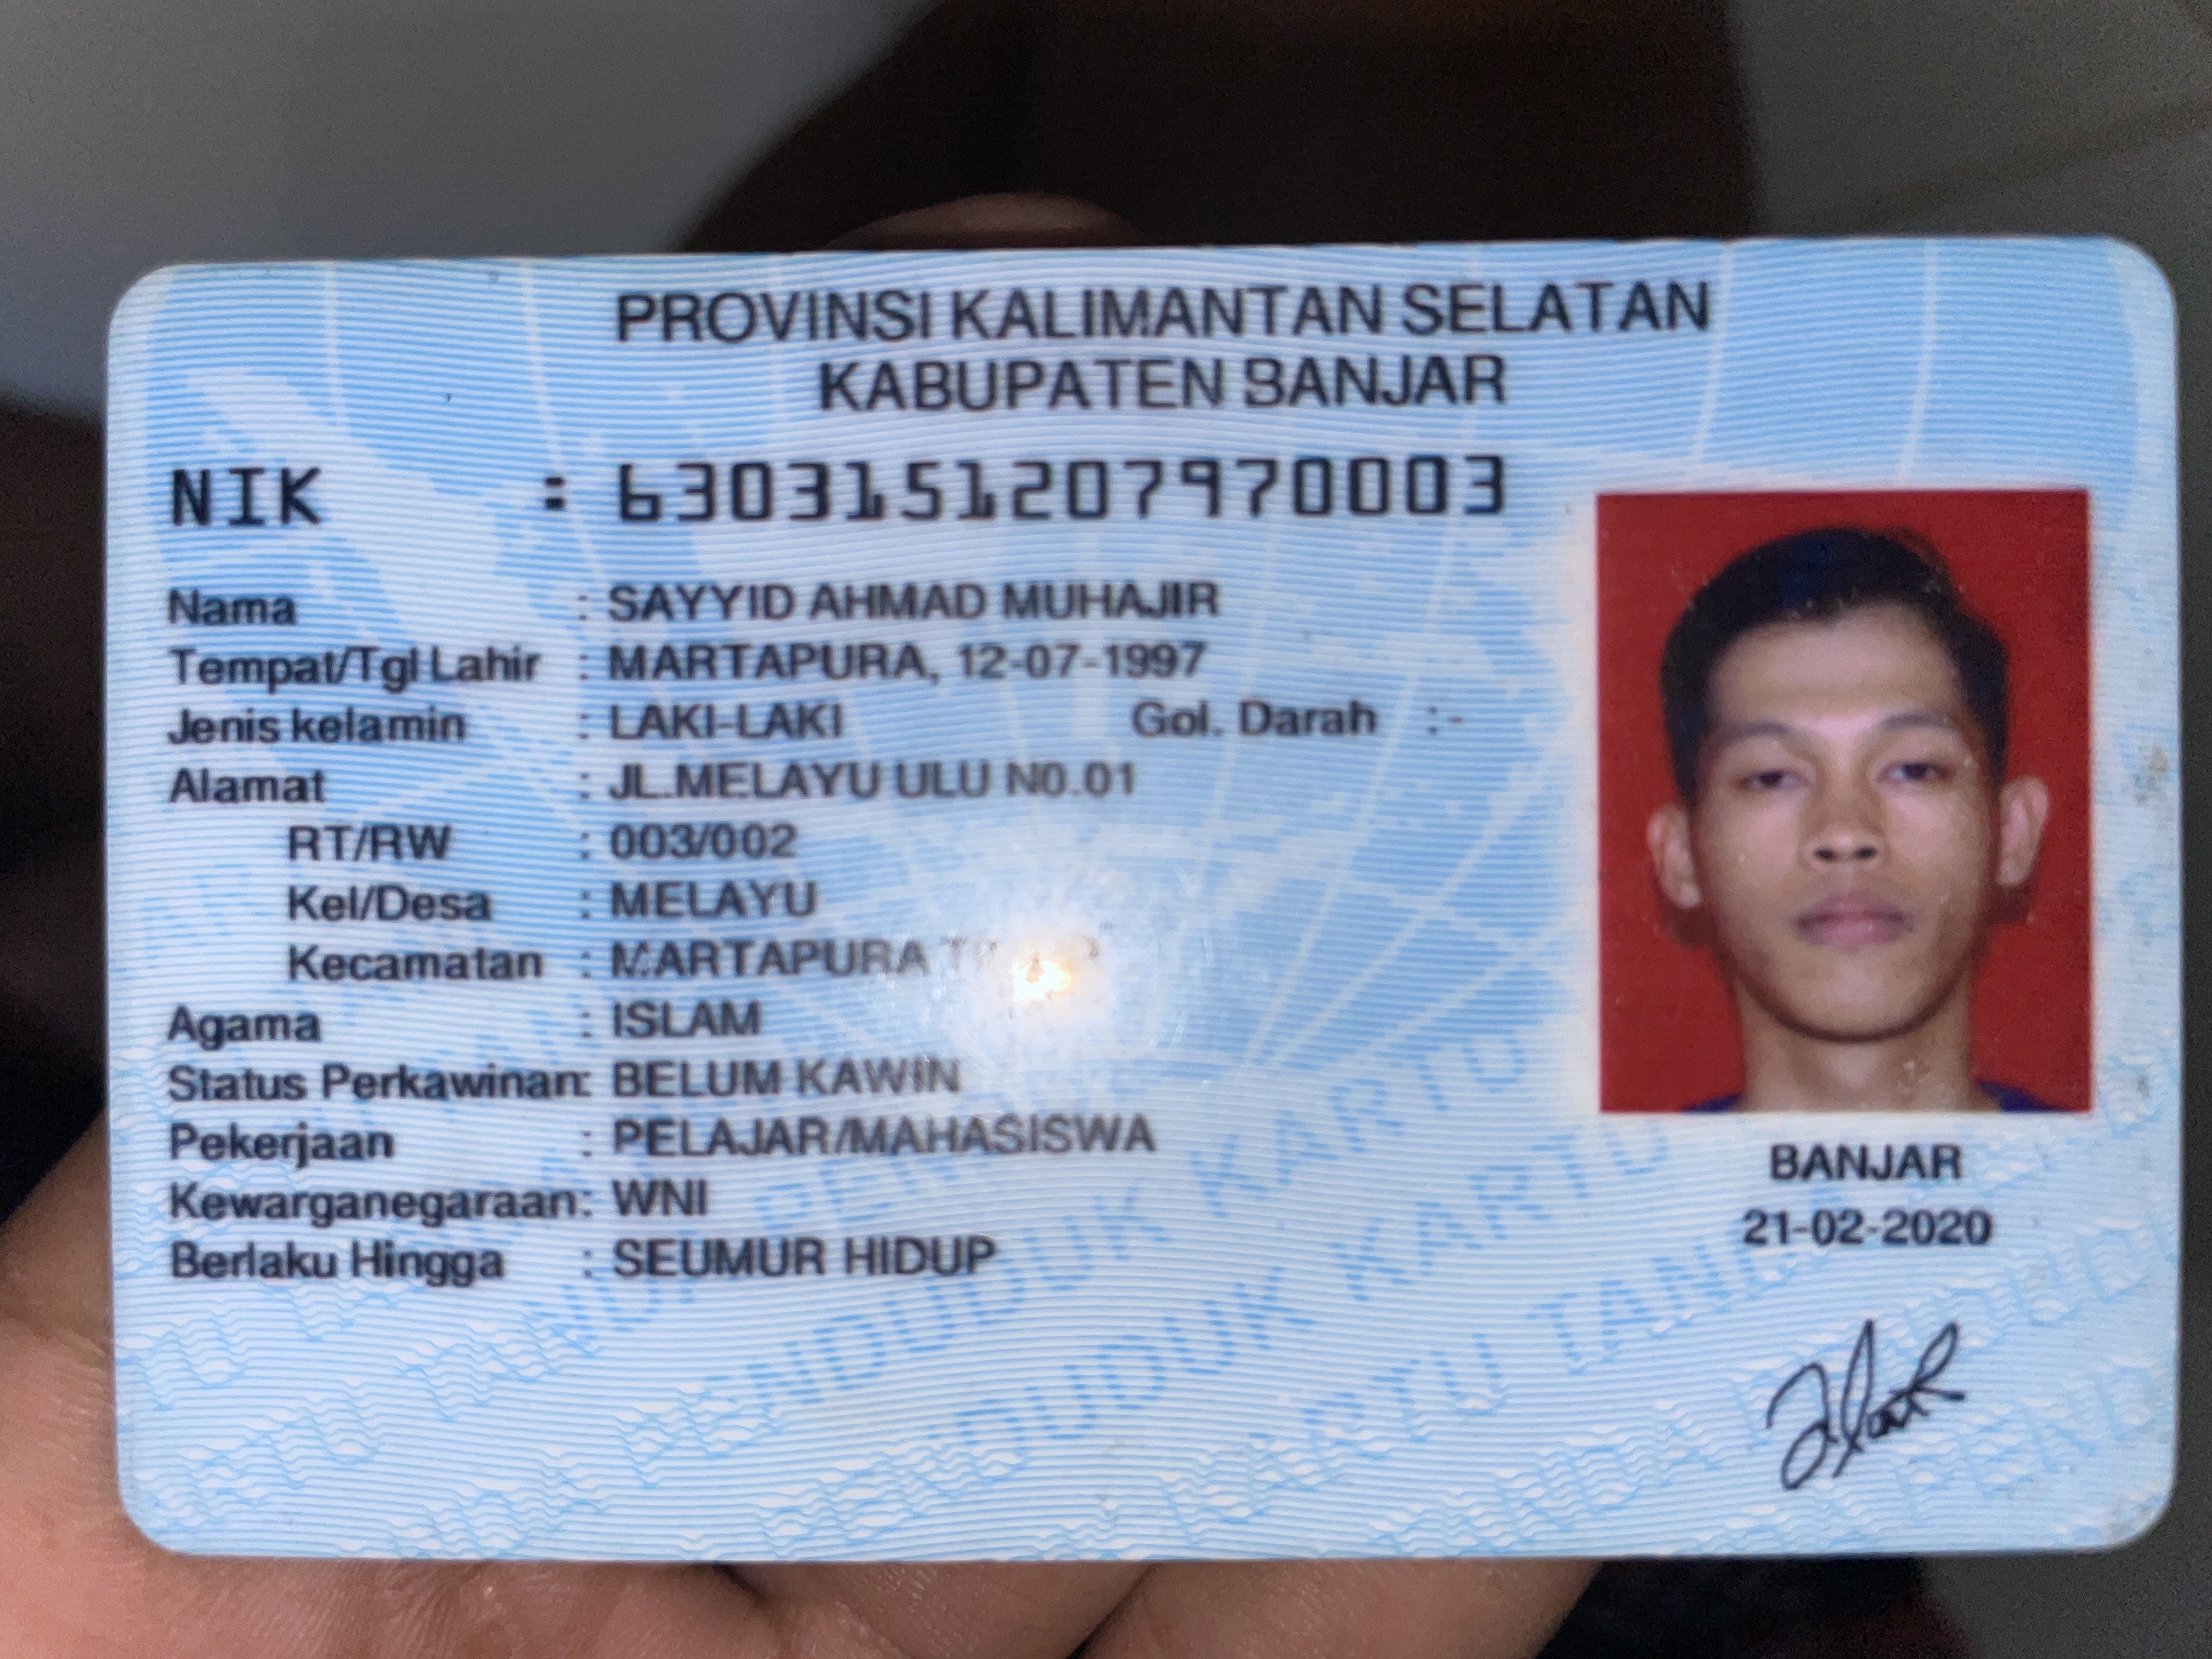 PROVINSI KALIMANTAN SELATAN
KABUPATEN BANJAR
NIK : 6303151207970003
Nama : SAYYID AHMAD MUHAJIR
Tempat/Tgl Lahir : MARTAPURA, 12-07-1997
Jenis kelamin : LAKI-LAKI Gol. Darah :-
Alamat : JL.MELAYU ULU N0.01
RT/RW : 003/002
Kel/Desa : MELAYU
Kecamatan : MARTAPURA
Agama : ISLAM
Status Perkawinan: BELUM KAWIN
Pekerjaan : PELAJAR/MAHASISWA
Kewarganegaraan: WNI
Berlaku Hingga : SEUMUR HIDUP
BANJAR
21-02-2020